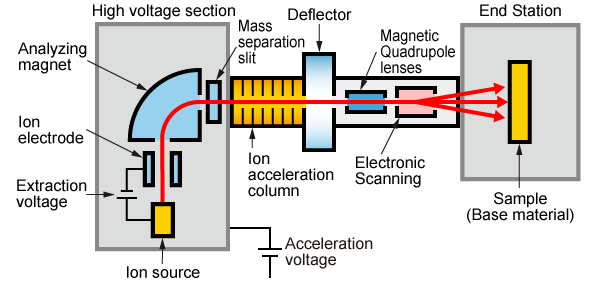 High voltage section
Deflector
End Station
Analyzing
magnet
Mass
separation
slit
Magnetic
Quadrupole
lenses
Ion
electrode
Extraction
voltage
Ion
acceleration
column
Electronic
Scanning
Sample
(Base material)
Ion source
Acceleration
voltage